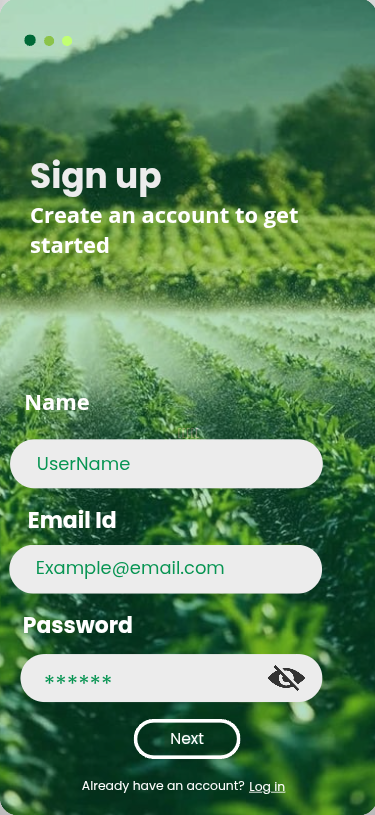 Sign up
Create an account to get
started
Name
UserName
Email Id
Example@email.com
Password
******
Next
Already have an account? Log in